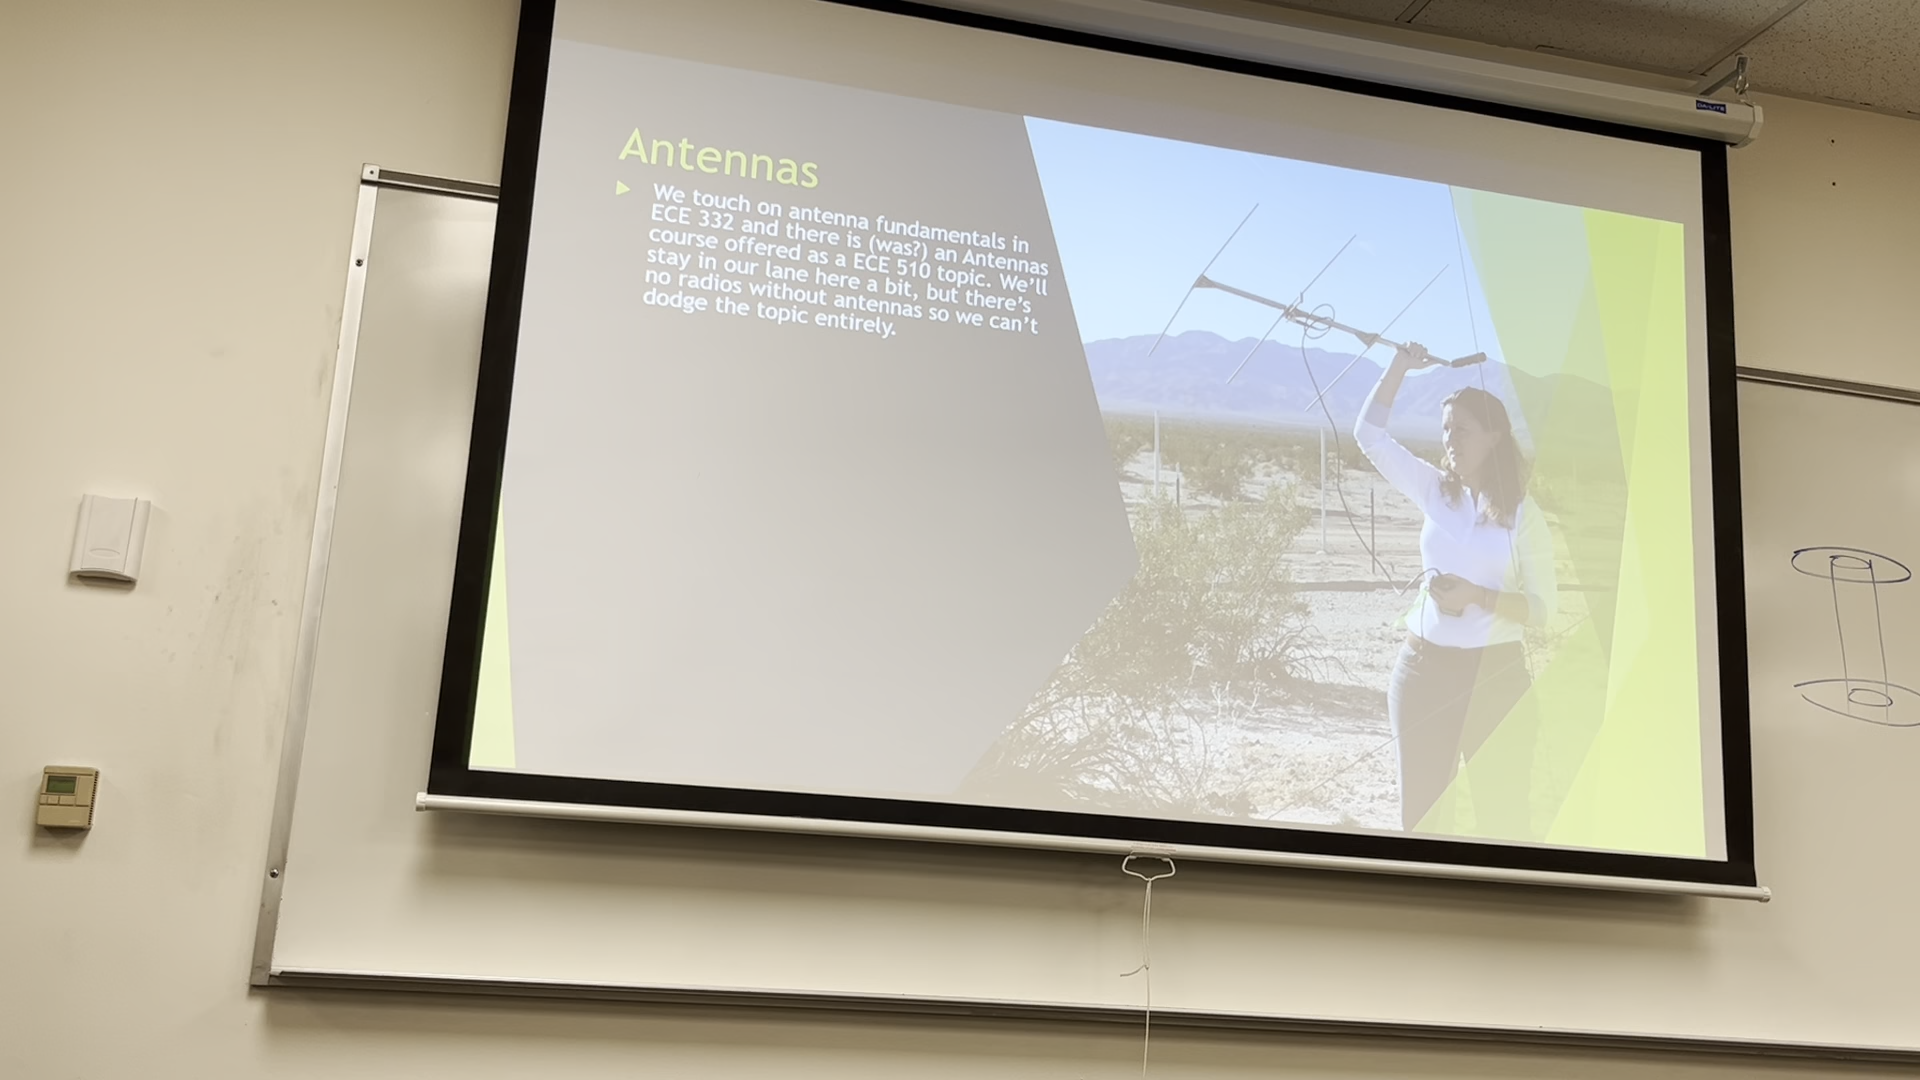 DA-LITE
Antennas
We touch on antenna fundamentals in
ECE 332 and there is (was?) an Antennas
course offered as a ECE 510 topic. We'll
stay in our lane here a bit, but there's
no radios without antennas so we can't
dodge the topic entirely.